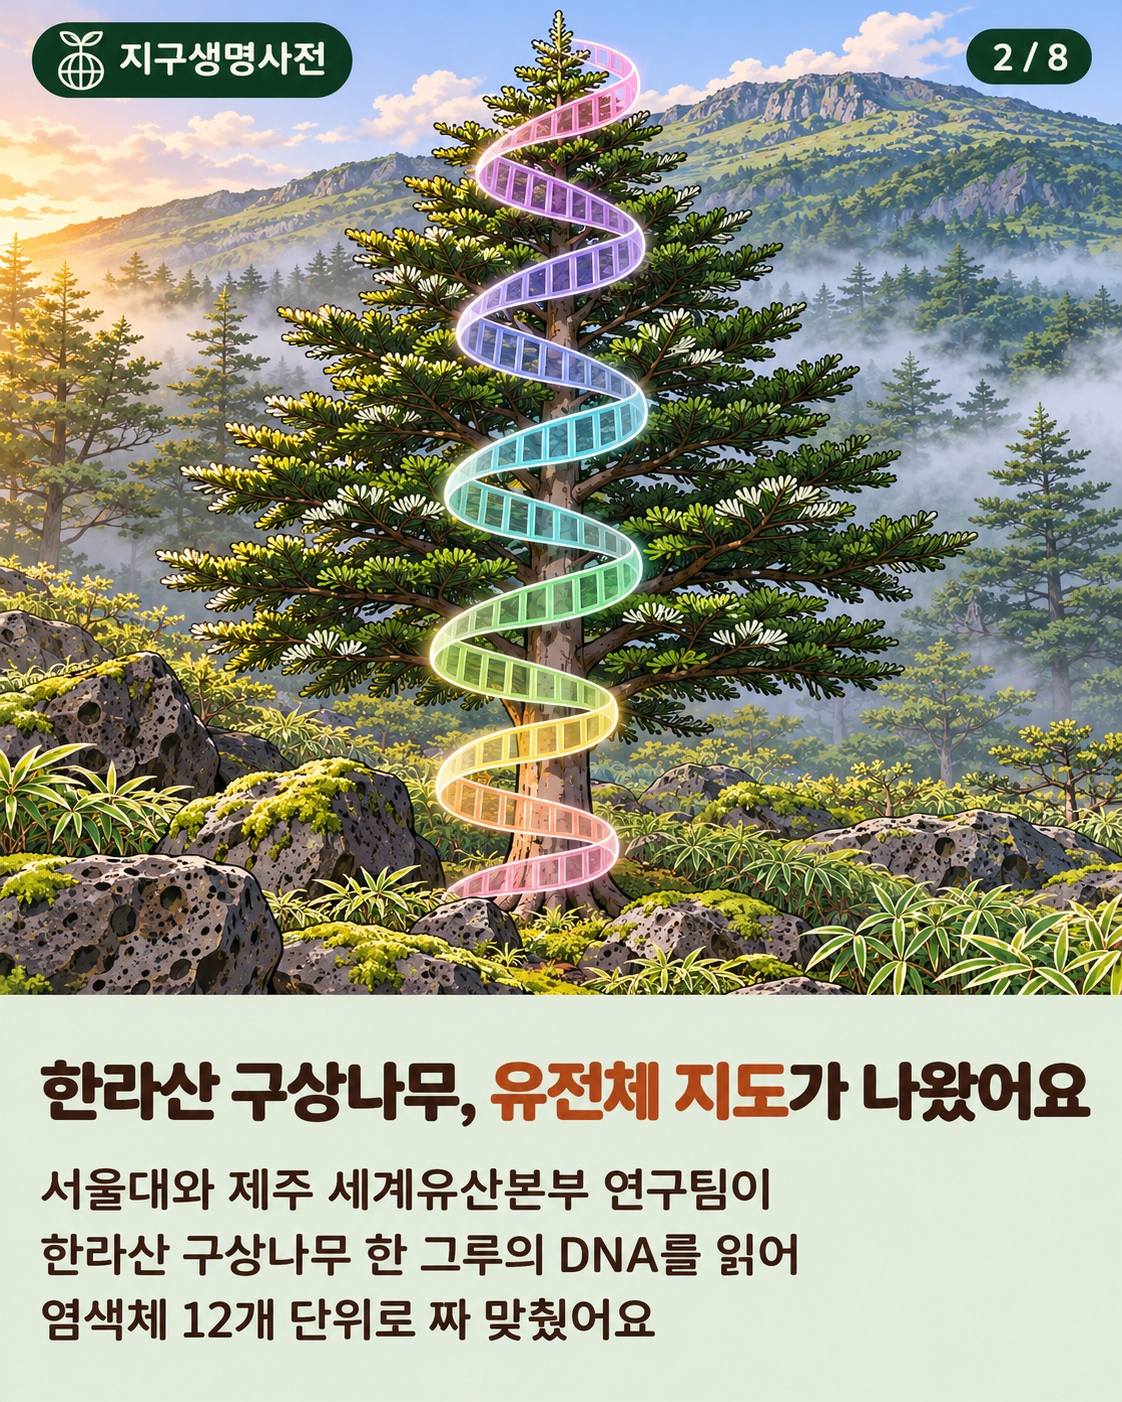 지구생명사전
2 / 8
한라산 구상나무, 유전체 지도가 나왔어요
서울대와 제주 세계유산본부 연구팀이
한라산 구상나무 한 그루의 DNA를 읽어
염색체 12개 단위로 짜 맞췄어요